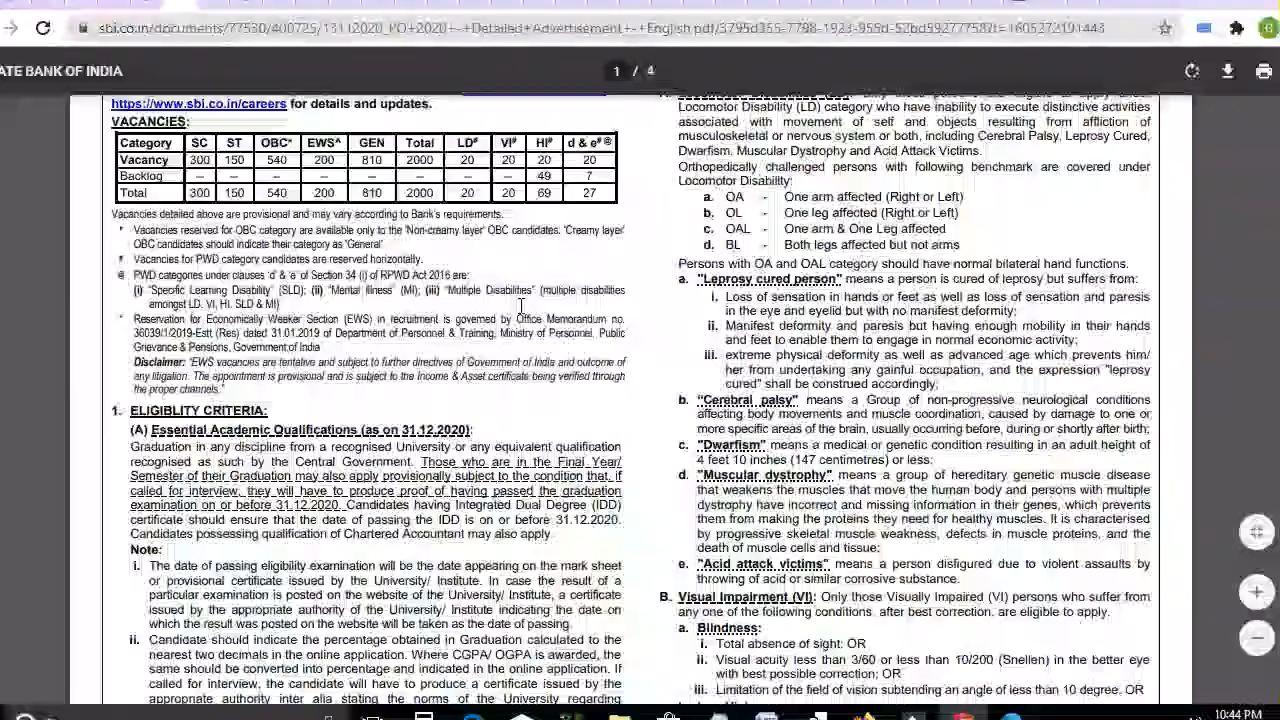 sbi.co.in/documents/77530/400725/13112020_PO+2020+-+Detailed+Advertisement+-+English.pdf/
ATE BANK OF INDIA
1 / 4
https://www.sbi.co.in/careers for details and updates.
VACANCIES:
Category SC ST OBC* EWS^ GEN Total LD# VI# HI# d & e#@
Vacancy 300 150 540 200 810 2000 20 20 20 20
Backlog – – – – – – – – 49 7
Total 300 150 540 200 810 2000 20 20 69 27
Vacancies detailed above are provisional and may vary according to Bank's requirements.
* Vacancies reserved for OBC category are available only to the 'Non-creamy layer' OBC candidates. 'Creamy layer'
OBC candidates should indicate their category as 'General'
# Vacancies for PWD category candidates are reserved horizontally.
@ PWD categories under clauses 'd' & 'e' of Section 34 (i) of RPWD Act 2016 are:
(i) "Specific Learning Disability" (SLD); (ii) "Mental Illness" (MI); (iii) "Multiple Disabilities" (multiple disabilities
amongst LD, VI, HI, SLD & MI)
Reservation for Economically Weeker Section (EWS) in recruitment is governed by Office Memorandum no.
36039/1/2019-Estt (Res) dated 31.01.2019 of Department of Personnel & Training, Ministry of Personnel, Public
Grievance & Pensions, Government of India
Disclaimer: "EWS vacancies are tentative and subject to further directives of Government of India and outcome of
any litigation. The appointment is provisional and is subject to the Income & Asset certificate being verified through
the proper channels."
1. ELIGIBLITY CRITERIA:
(A) Essential Academic Qualifications (as on 31.12.2020):
Graduation in any discipline from a recognised University or any equivalent qualification
recognised as such by the Central Government. Those who are in the Final Year/
Semester of their Graduation may also apply provisionally subject to the condition that, if
called for interview, they will have to produce proof of having passed the graduation
examination on or before 31.12.2020. Candidates having Integrated Dual Degree (IDD)
certificate should ensure that the date of passing the IDD is on or before 31.12.2020.
Candidates possessing qualification of Chartered Accountant may also apply.
Note:
i. The date of passing eligibility examination will be the date appearing on the mark sheet
or provisional certificate issued by the University/ Institute. In case the result of a
particular examination is posted on the website of the University/ Institute, a certificate
issued by the appropriate authority of the University/ Institute indicating the date on
which the result was posted on the website will be taken as the date of passing.
ii. Candidate should indicate the percentage obtained in Graduation calculated to the
nearest two decimals in the online application. Where CGPA/ OGPA is awarded, the
same should be converted into percentage and indicated in the online application. If
called for interview, the candidate will have to produce a certificate issued by the
appropriate authority inter alia stating the norms of the University regarding
Locomotor Disability (LD) category who have inability to execute distinctive activities
associated with movement of self and objects resulting from affliction of
musculoskeletal or nervous system or both, including Cerebral Palsy, Leprosy Cured,
Dwarfism, Muscular Dystrophy and Acid Attack Victims.
Orthopedically challenged persons with following benchmark are covered under
Locomotor Disability:
a. OA - One arm affected (Right or Left)
b. OL - One leg affected (Right or Left)
c. OAL - One arm & One Leg affected
d. BL - Both legs affected but not arms
Persons with OA and OAL category should have normal bilateral hand functions.
a. "Leprosy cured person" means a person is cured of leprosy but suffers from:
i. Loss of sensation in hands or feet as well as loss of sensation and paresis
in the eye and eyelid but with no manifest deformity;
ii. Manifest deformity and paresis but having enough mobility in their hands
and feet to enable them to engage in normal economic activity;
iii. extreme physical deformity as well as advanced age which prevents him/
her from undertaking any gainful occupation, and the expression "leprosy
cured" shall be construed accordingly;
b. "Cerebral palsy" means a Group of non-progressive neurological conditions
affecting body movements and muscle coordination, caused by damage to one or
more specific areas of the brain, usually occurring before, during or shortly after birth;
c. "Dwarfism" means a medical or genetic condition resulting in an adult height of
4 feet 10 inches (147 centimetres) or less;
d. "Muscular dystrophy" means a group of hereditary genetic muscle disease
that weakens the muscles that move the human body and persons with multiple
dystrophy have incorrect and missing information in their genes, which prevents
them from making the proteins they need for healthy muscles. It is characterised
by progressive skeletal muscle weakness, defects in muscle proteins, and the
death of muscle cells and tissue;
e. "Acid attack victims" means a person disfigured due to violent assaults by
throwing of acid or similar corrosive substance.
B. Visual Impairment (VI): Only those Visually Impaired (VI) persons who suffer from
any one of the following conditions, after best correction, are eligible to apply.
a. Blindness:
i. Total absence of sight; OR
ii. Visual acuity less than 3/60 or less than 10/200 (Snellen) in the better eye
with best possible correction; OR
iii. Limitation of the field of vision subtending an angle of less than 10 degree, OR
10:44 PM